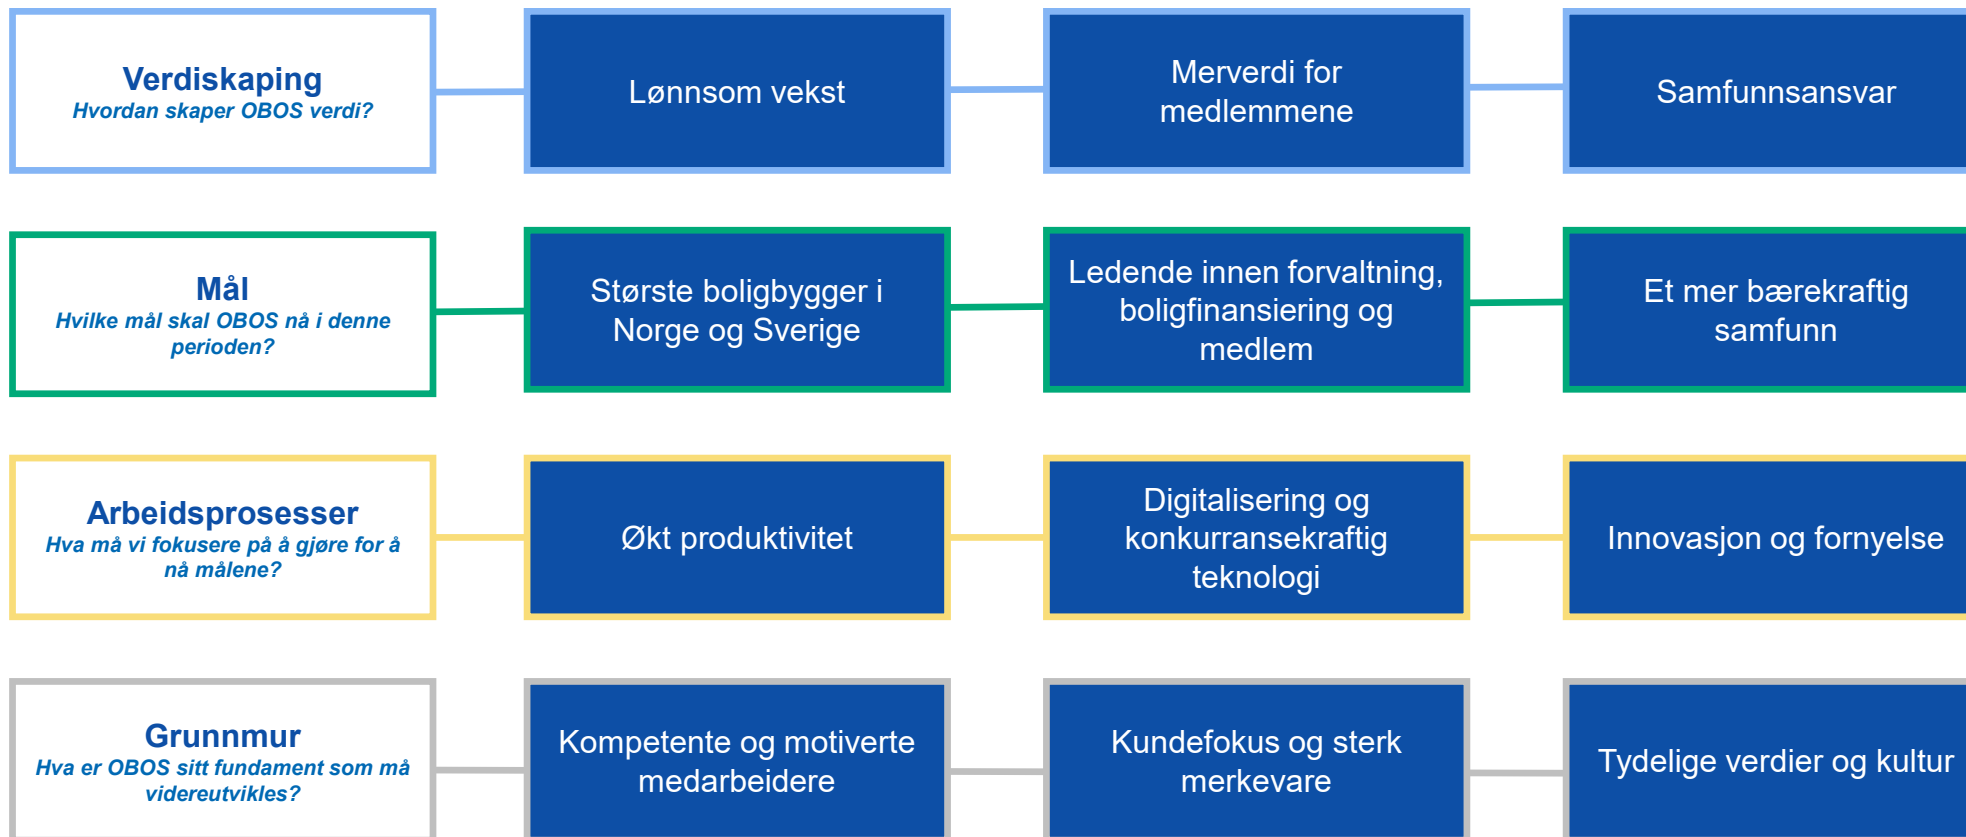 Verdiskaping
Hvordan skaper OBOS verdi?
Lønnsom vekst
Merverdi for
medlemmene
Samfunnsansvar
Mål
Hvilke mål skal OBOS nå i denne
perioden?
Største boligbygger i
Norge og Sverige
Ledende innen forvaltning,
boligfinansiering og
medlem
Et mer bærekraftig
samfunn
Arbeidsprosesser
Hva må vi fokusere på å gjøre for å
nå målene?
Økt produktivitet
Digitalisering og
konkurransekraftig
teknologi
Innovasjon og fornyelse
Grunnmur
Hva er OBOS sitt fundament som må
videreutvikles?
Kompetente og motiverte
medarbeidere
Kundefokus og sterk
merkevare
Tydelige verdier og kultur